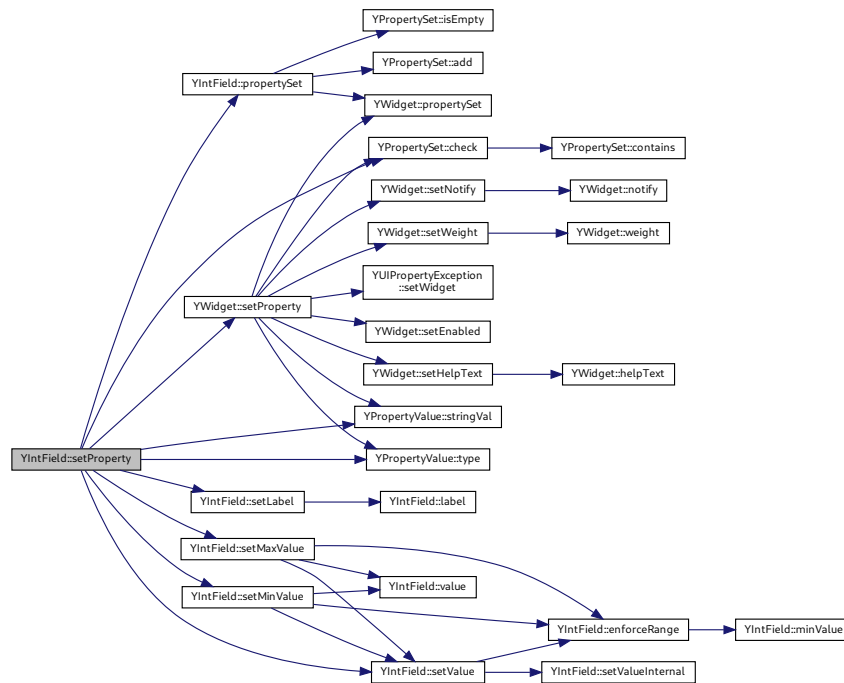 YPropertySet::isEmpty
YPropertySet::add
YIntField::propertySet
YWidget::propertySet
YPropertySet::check
YPropertySet::contains
YWidget::setNotify
YWidget::notify
YWidget::setWeight
YWidget::weight
YUIPropertyException
::setWidget
YWidget::setProperty
YWidget::setEnabled
YWidget::setHelpText
YWidget::helpText
YPropertyValue::stringVal
YIntField::setProperty
YPropertyValue::type
YIntField::setLabel
YIntField::label
YIntField::setMaxValue
YIntField::value
YIntField::setMinValue
YIntField::enforceRange
YIntField::minValue
YIntField::setValue
YIntField::setValueInternal